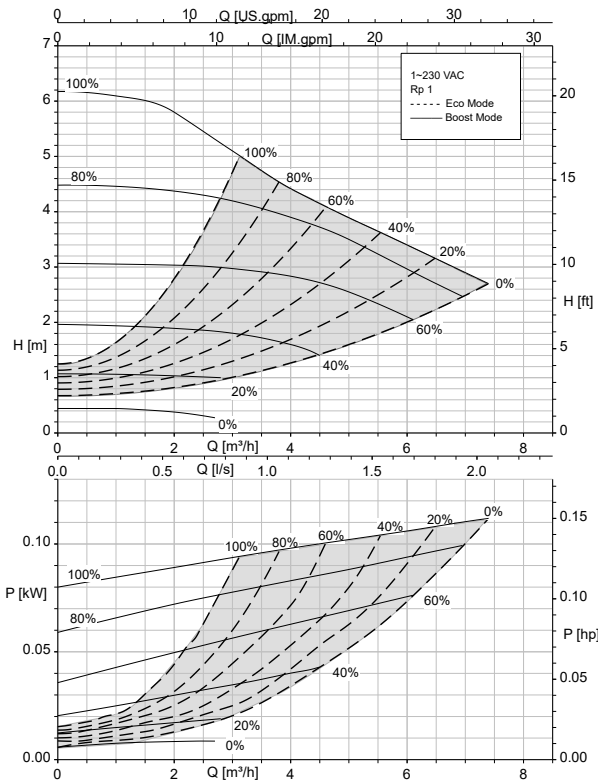 Q [US.gpm]
0 10 20 30
Q [IM.gpm]
0 10 20 30
7
6
5
4
3
2
1
0
H [m]
20
15
10
5
0
H [ft]
1~230 VAC
Rp 1
Eco Mode
Boost Mode
100%
80%
100%
80%
60%
40%
20%
0%
60%
40%
20%
0%
2 4 6 8
Q [m³/h]
0.0 0.5 1.0 1.5 2.0
Q [l/s]
0.10
0.05
0.00
P [kW]
0.15
0.10
0.05
0.00
P [hp]
100%
80%
100%
80%
60%
40%
20%
0%
60%
40%
20%
0%
0 2 4 6 8
Q [m³/h]